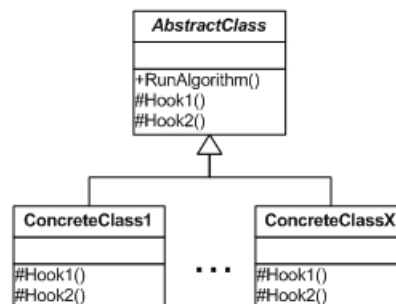 AbstractClass
+RunAlgorithm()
#Hook1()
#Hook2()
ConcreteClass1
#Hook1()
#Hook2()
...
ConcreteClassX
#Hook1()
#Hook2()